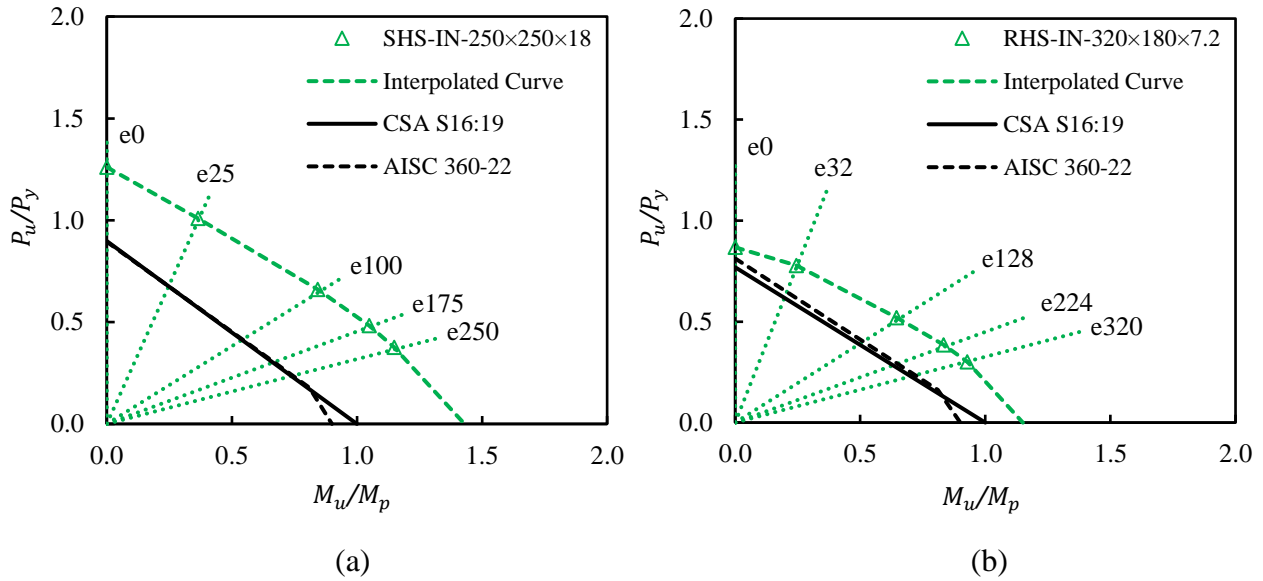 2.0
1.5
1.0
0.5
0.0
P_u/P_y
0.0 0.5 1.0 1.5 2.0
M_u/M_p
SHS-IN-250×250×18
Interpolated Curve
CSA S16:19
AISC 360-22
e0
e25
e100
e175
e250
(a)
2.0
1.5
1.0
0.5
0.0
P_u/P_y
0.0 0.5 1.0 1.5 2.0
M_u/M_p
RHS-IN-320×180×7.2
Interpolated Curve
CSA S16:19
AISC 360-22
e0
e32
e128
e224
e320
(b)